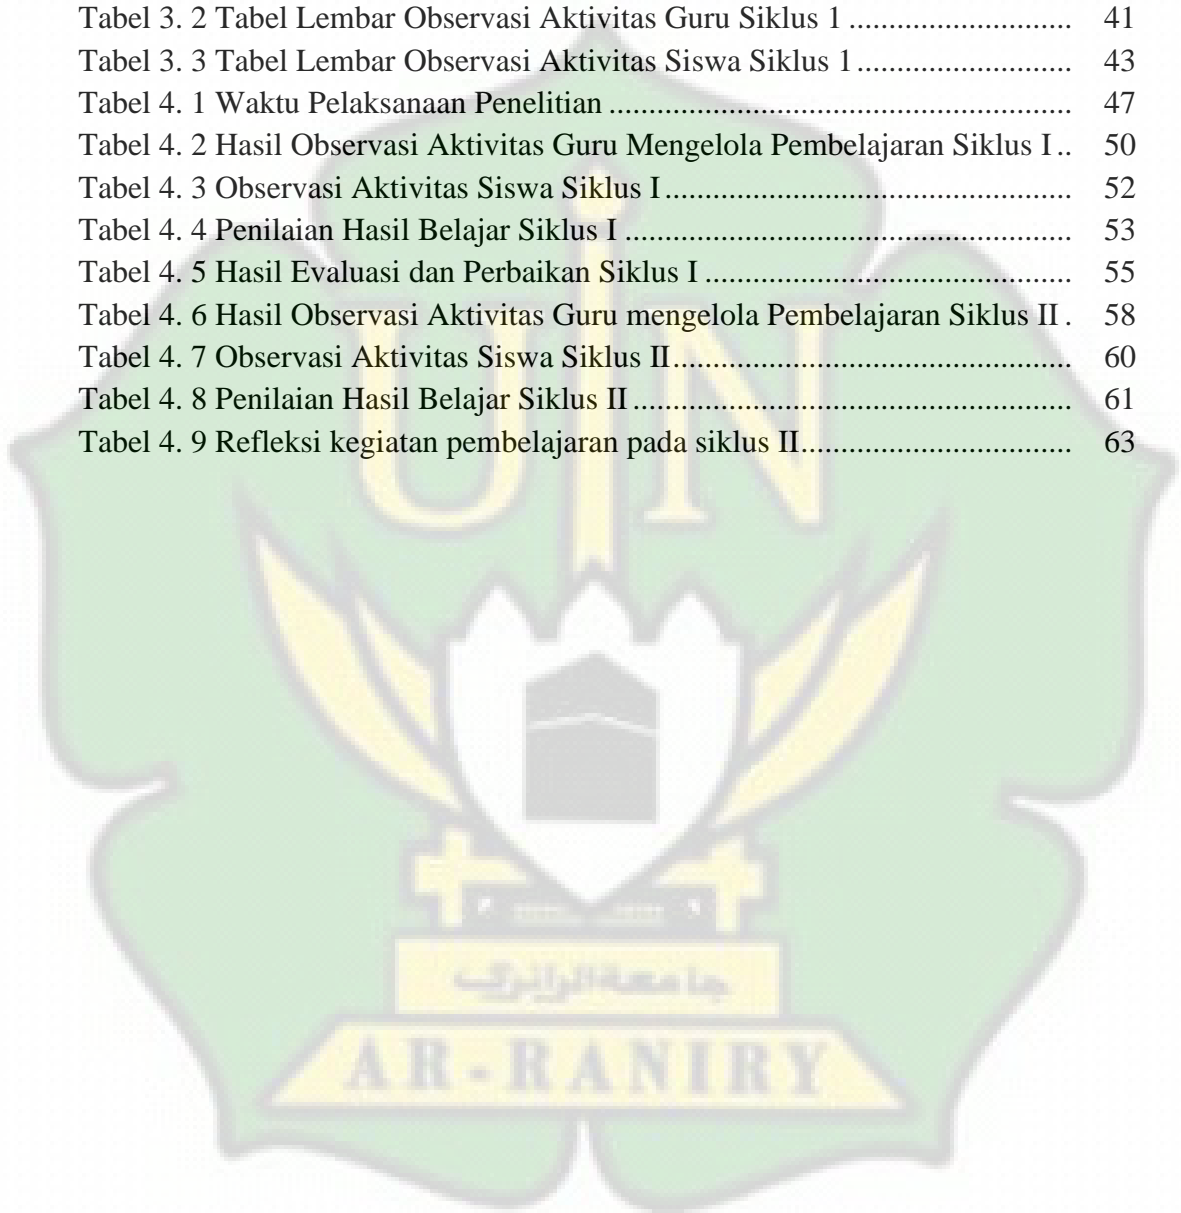 Tabel 3. 2 Tabel Lembar Observasi Aktivitas Guru Siklus 1 ............................ 41
Tabel 3. 3 Tabel Lembar Observasi Aktivitas Siswa Siklus 1 ........................... 43
Tabel 4. 1 Waktu Pelaksanaan Penelitian .......................................................... 47
Tabel 4. 2 Hasil Observasi Aktivitas Guru Mengelola Pembelajaran Siklus I .. 50
Tabel 4. 3 Observasi Aktivitas Siswa Siklus I ................................................... 52
Tabel 4. 4 Penilaian Hasil Belajar Siklus I ........................................................ 53
Tabel 4. 5 Hasil Evaluasi dan Perbaikan Siklus I .............................................. 55
Tabel 4. 6 Hasil Observasi Aktivitas Guru mengelola Pembelajaran Siklus II . 58
Tabel 4. 7 Observasi Aktivitas Siswa Siklus II .................................................. 60
Tabel 4. 8 Penilaian Hasil Belajar Siklus II ....................................................... 61
Tabel 4. 9 Refleksi kegiatan pembelajaran pada siklus II .................................. 63
UIN
جامعة الرانري
AR-RANIRY